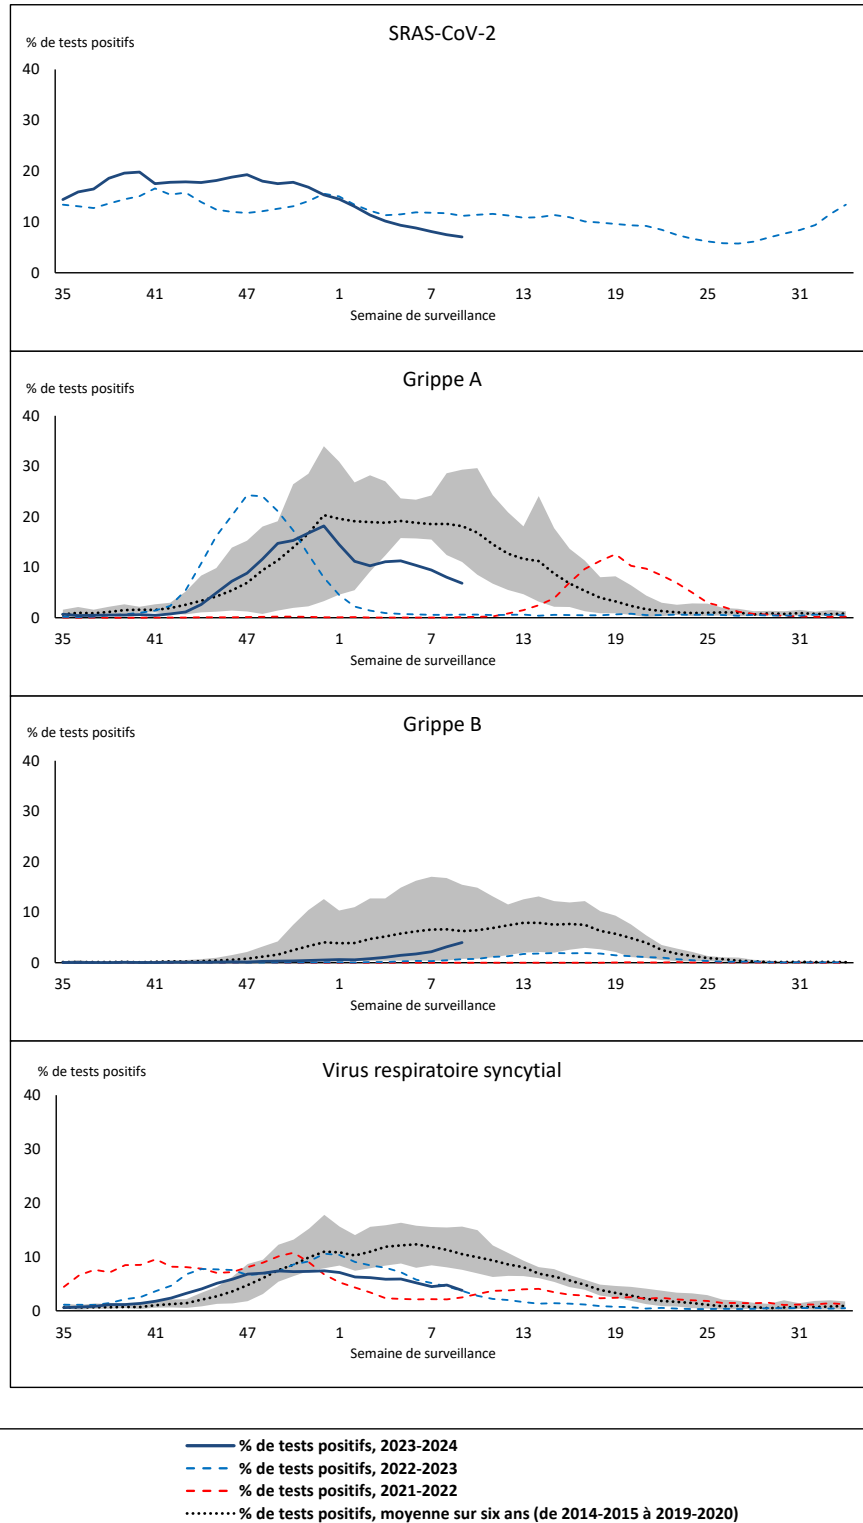 SRAS-CoV-2
% de tests positifs
40
30
20
10
0
35 41 47 1 7 13 19 25 31
Semaine de surveillance
Grippe A
% de tests positifs
40
30
20
10
0
35 41 47 1 7 13 19 25 31
Semaine de surveillance
Grippe B
% de tests positifs
40
30
20
10
0
35 41 47 1 7 13 19 25 31
Semaine de surveillance
Virus respiratoire syncytial
% de tests positifs
40
30
20
10
0
35 41 47 1 7 13 19 25 31
Semaine de surveillance
% de tests positifs, 2023-2024
% de tests positifs, 2022-2023
% de tests positifs, 2021-2022
% de tests positifs, moyenne sur six ans (de 2014-2015 à 2019-2020)